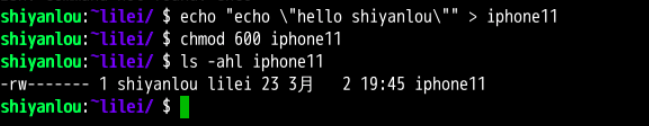 shiyanlou:~lilei/ $ echo "echo \"hello shiyanlou\"" > iphone11
shiyanlou:~lilei/ $ chmod 600 iphone11
shiyanlou:~lilei/ $ ls -ahl iphone11
-rw------- 1 shiyanlou lilei 23 3月   2 19:45 iphone11
shiyanlou:~lilei/ $